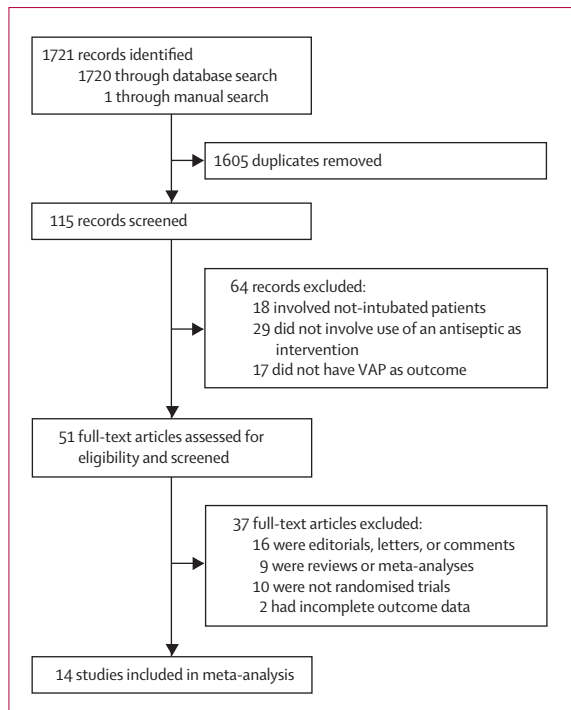 1721 records identified
1720 through database search
1 through manual search
1605 duplicates removed
115 records screened
64 records excluded:
18 involved not-intubated patients
29 did not involve use of an antiseptic as
intervention
17 did not have VAP as outcome
51 full-text articles assessed for
eligibility and screened
37 full-text articles excluded:
16 were editorials, letters, or comments
9 were reviews or meta-analyses
10 were not randomised trials
2 had incomplete outcome data
14 studies included in meta-analysis